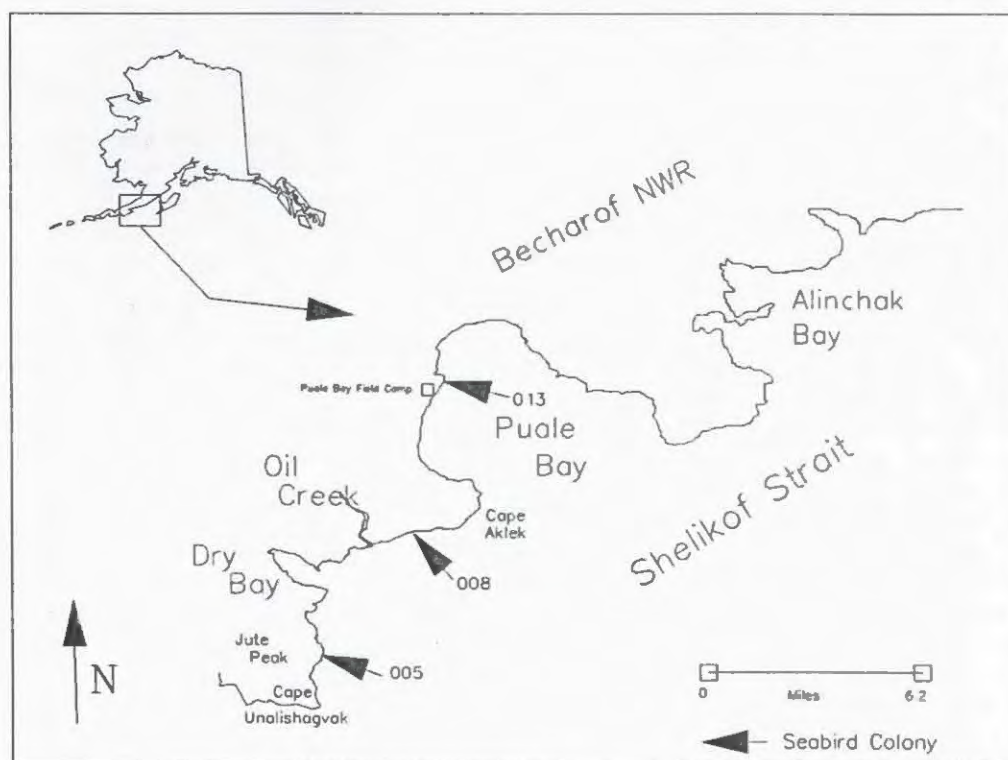 Becharof NWR
Alinchak
Bay
Puale Bay Field Camp
013
Puale
Bay
Oil
Creek
Shelikof Strait
Cape
Aklek
Dry
Bay
008
Jute
Peak
005
N
Cape
Unalishagvak
0
Miles
6.2
Seabird Colony